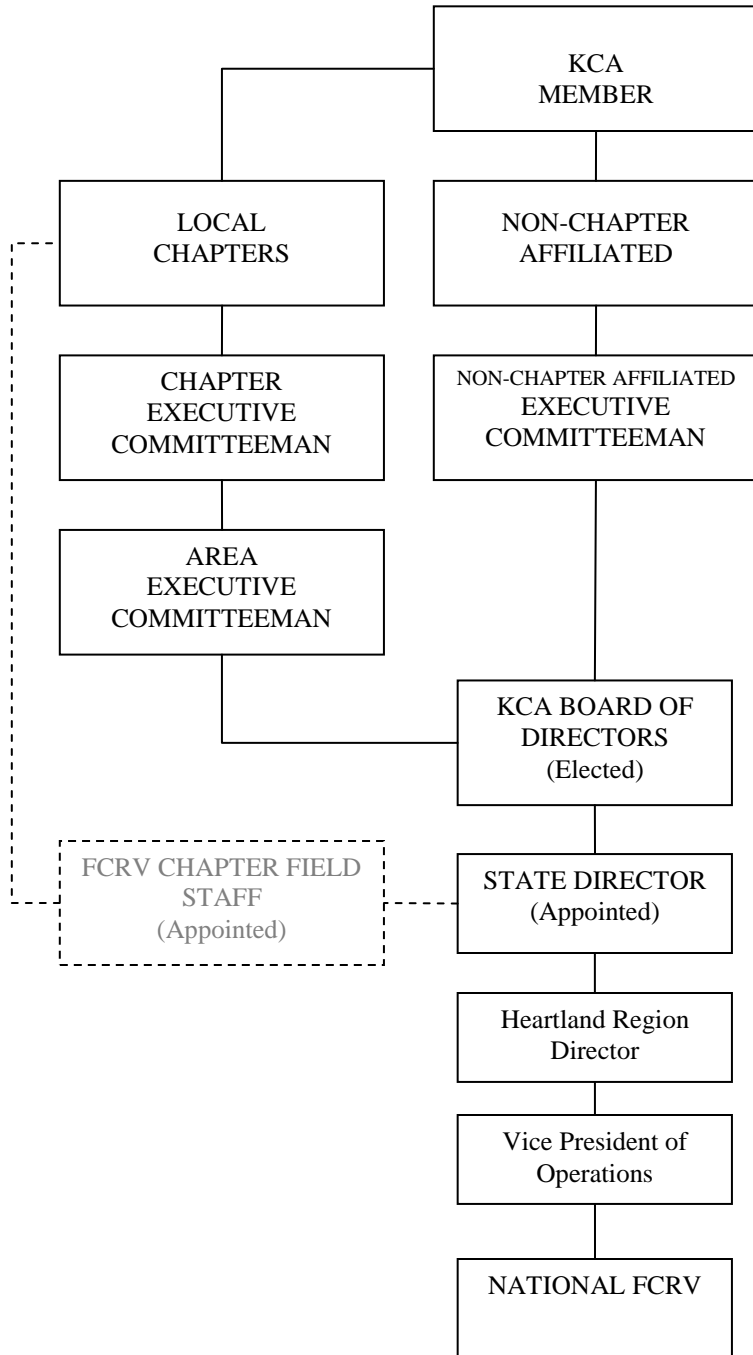 KCA
MEMBER
LOCAL
CHAPTERS
NON-CHAPTER
AFFILIATED
CHAPTER
EXECUTIVE
COMMITTEEMAN
NON-CHAPTER AFFILIATED
EXECUTIVE
COMMITTEEMAN
AREA
EXECUTIVE
COMMITTEEMAN
KCA BOARD OF
DIRECTORS
(Elected)
FCRV CHAPTER FIELD
STAFF
(Appointed)
STATE DIRECTOR
(Appointed)
Heartland Region
Director
Vice President of
Operations
NATIONAL FCRV